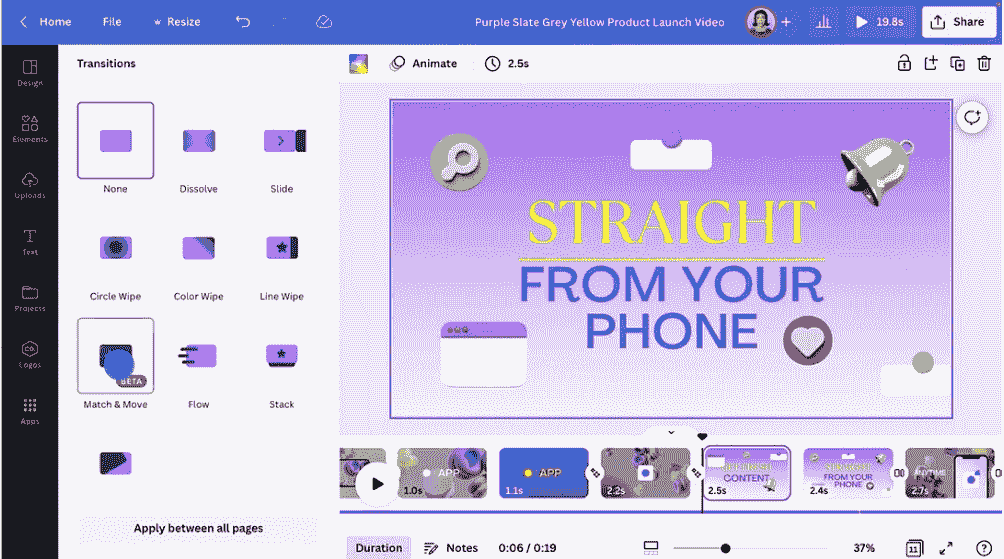 Home
File
Resize
Purple Slate Grey Yellow Product Launch Video
19.8s
Share
Design
Elements
Uploads
Text
Projects
Logos
Apps
Transitions
None
Dissolve
Slide
Circle Wipe
Color Wipe
Line Wipe
BETA
Match & Move
Flow
Stack
Apply between all pages
Animate
2.5s
STRAIGHT
FROM YOUR
PHONE
APP
1.0s
APP
1.1s
2.2s
CONTENT
2.5s
STRAIGHT
FROM YOUR
PHONE
2.4s
ANYTIME
2.7s
Duration
Notes
0:06 / 0:19
37%
11